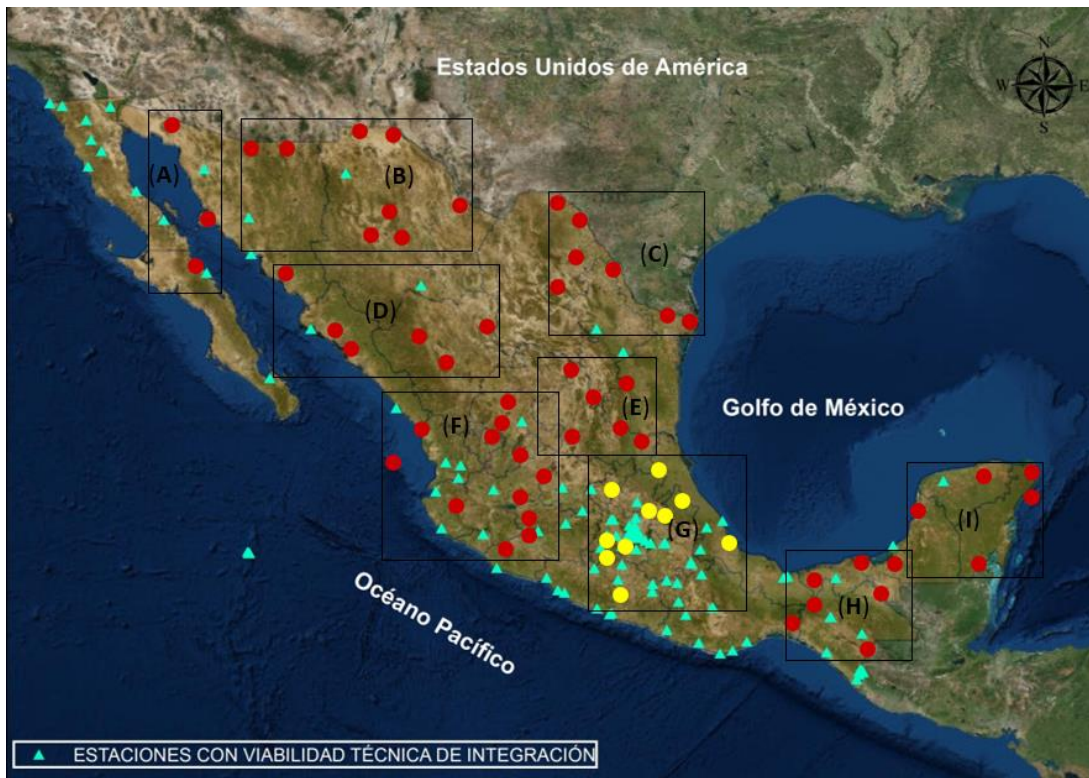 Estados Unidos de América
N
W E
S
(A)
(B)
(C)
(D)
(E)
(F)
Golfo de México
(G)
(I)
(H)
Océano Pacífico
ESTACIONES CON VIABILIDAD TÉCNICA DE INTEGRACIÓN